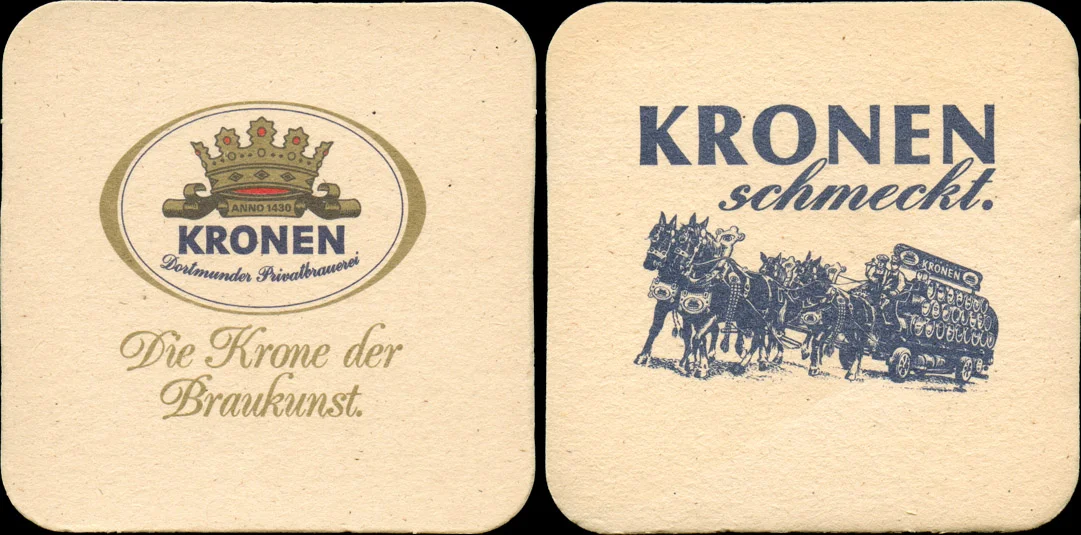 ANNO 1430
KRONEN
Dortmunder Privatbrauerei
Die Krone der
Braukunst.
KRONEN
schmeckt.
KRONEN